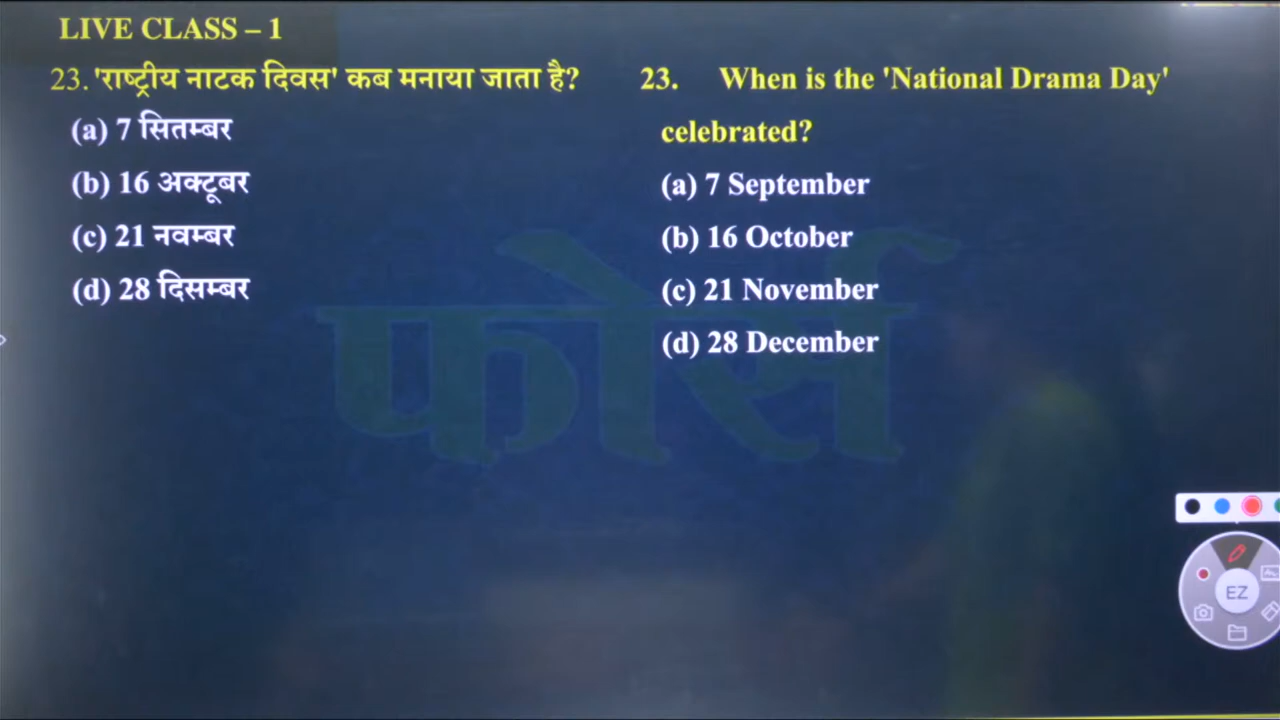 LIVE CLASS – 1
23. 'राष्ट्रीय नाटक दिवस' कब मनाया जाता है?
(a) 7 सितम्बर
(b) 16 अक्टूबर
(c) 21 नवम्बर
(d) 28 दिसम्बर
23. When is the 'National Drama Day'
celebrated?
(a) 7 September
(b) 16 October
(c) 21 November
(d) 28 December
फोर्स
EZ